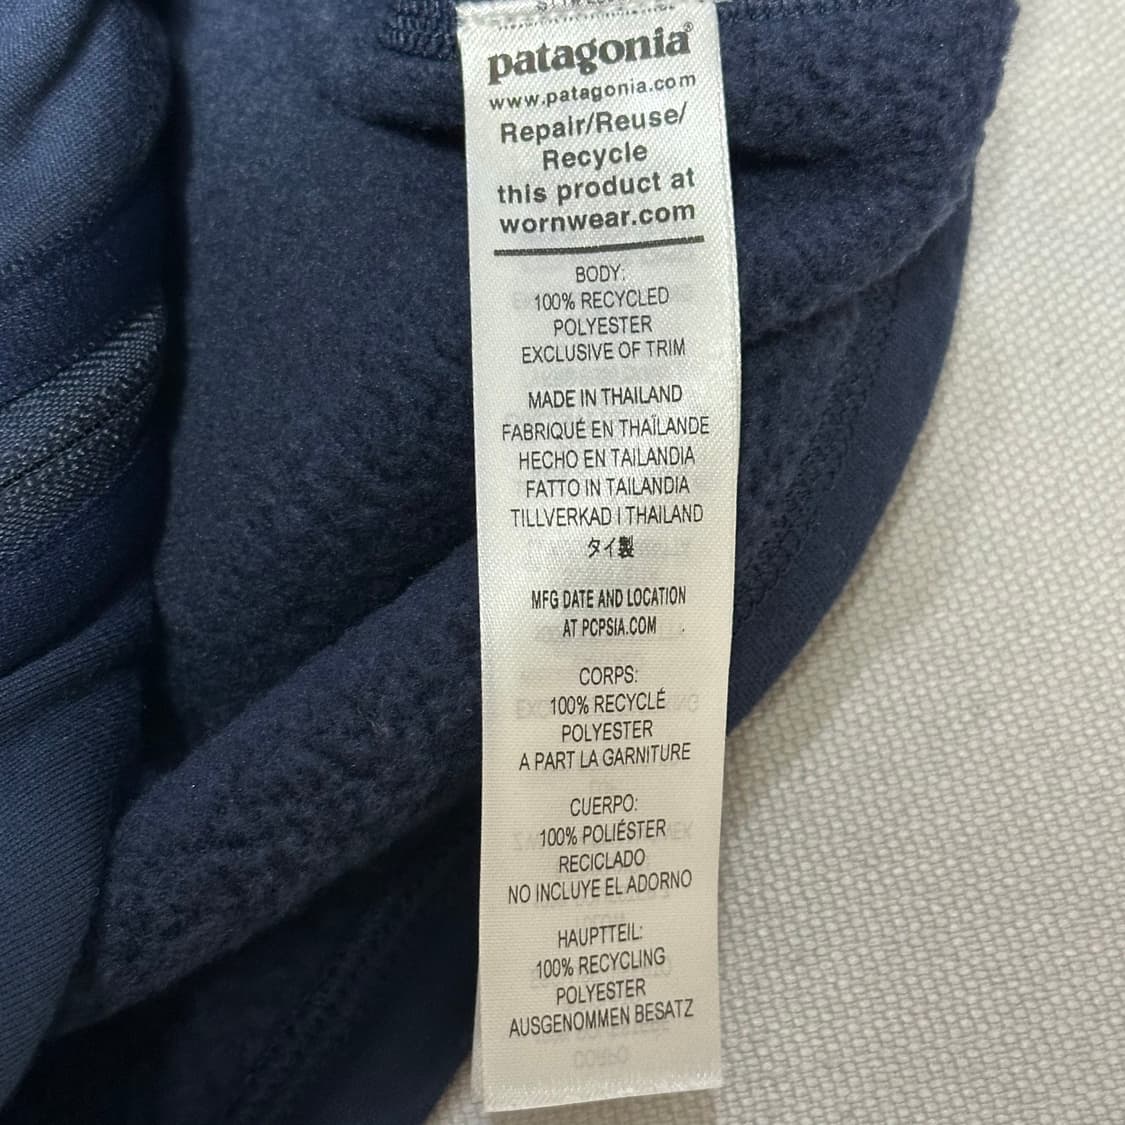 patagonia®
www.patagonia.com
Repair/Reuse/
Recycle
this product at
wornwear.com
BODY:
100% RECYCLED
POLYESTER
EXCLUSIVE OF TRIM
MADE IN THAILAND
FABRIQUÉ EN THAÏLANDE
HECHO EN TAILANDIA
FATTO IN TAILANDIA
TILLVERKAD I THAILAND
タイ製
MFG DATE AND LOCATION
AT PCPSIA.COM
CORPS:
100% RECYCLÉ
POLYESTER
A PART LA GARNITURE
CUERPO:
100% POLIÉSTER
RECICLADO
NO INCLUYE EL ADORNO
HAUPTTEIL:
100% RECYCLING
POLYESTER
AUSGENOMMEN BESATZ